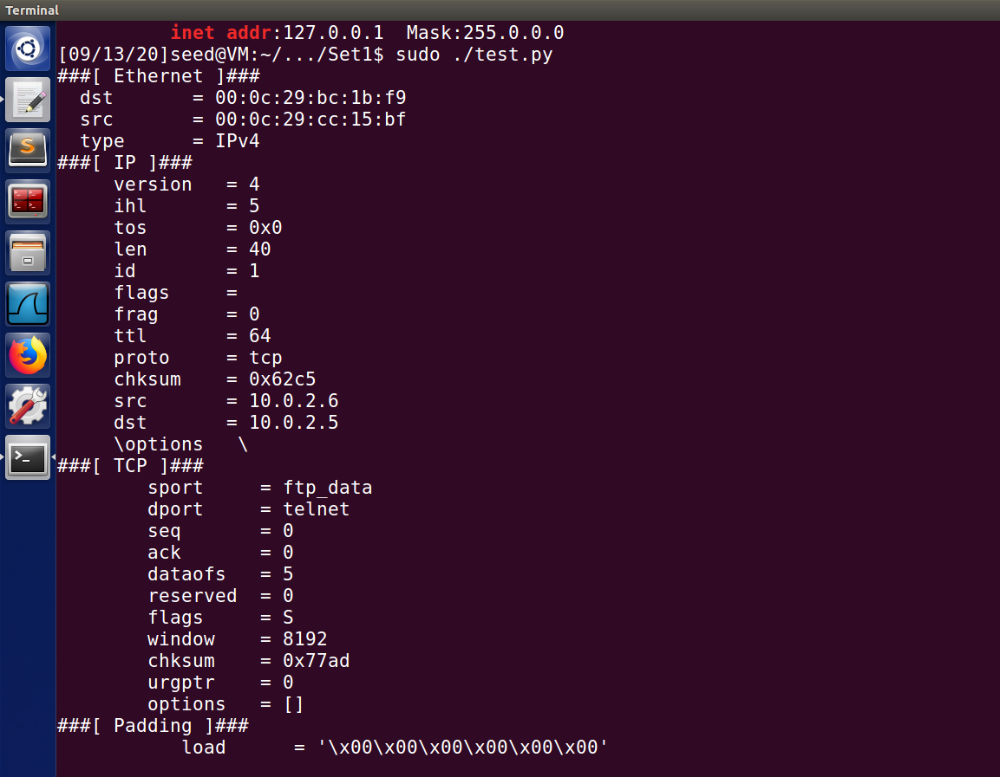 Terminal
inet addr:127.0.0.1  Mask:255.0.0.0
[09/13/20]seed@VM:~/.../Set1$ sudo ./test.py
###[ Ethernet ]###
  dst       = 00:0c:29:bc:1b:f9
  src       = 00:0c:29:cc:15:bf
  type      = IPv4
###[ IP ]###
     version   = 4
     ihl       = 5
     tos       = 0x0
     len       = 40
     id        = 1
     flags     =
     frag      = 0
     ttl       = 64
     proto     = tcp
     chksum    = 0x62c5
     src       = 10.0.2.6
     dst       = 10.0.2.5
     \options   \
###[ TCP ]###
        sport     = ftp_data
        dport     = telnet
        seq       = 0
        ack       = 0
        dataofs   = 5
        reserved  = 0
        flags     = S
        window    = 8192
        chksum    = 0x77ad
        urgptr    = 0
        options   = []
###[ Padding ]###
           load      = '\x00\x00\x00\x00\x00\x00'